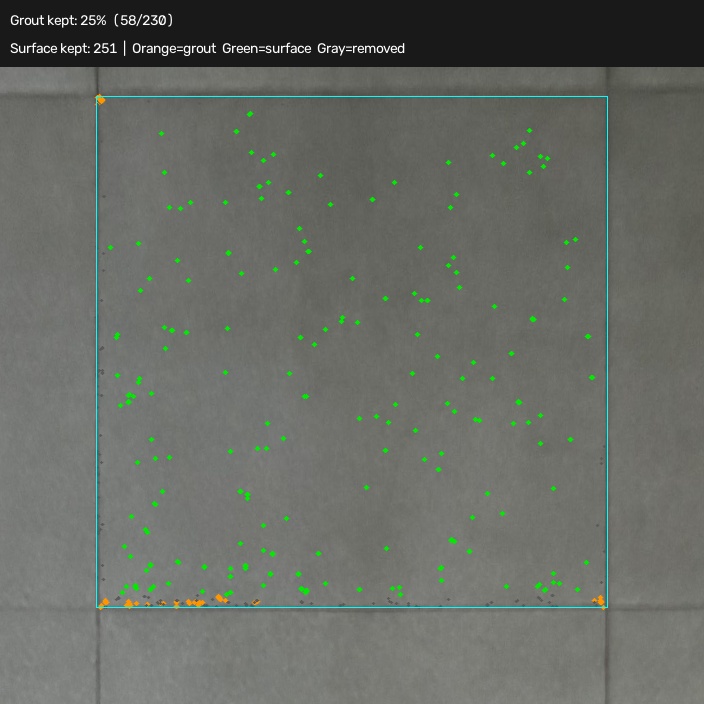 Grout kept: 25% (58/230)
Surface kept: 251 | Orange=grout Green=surface Gray=removed